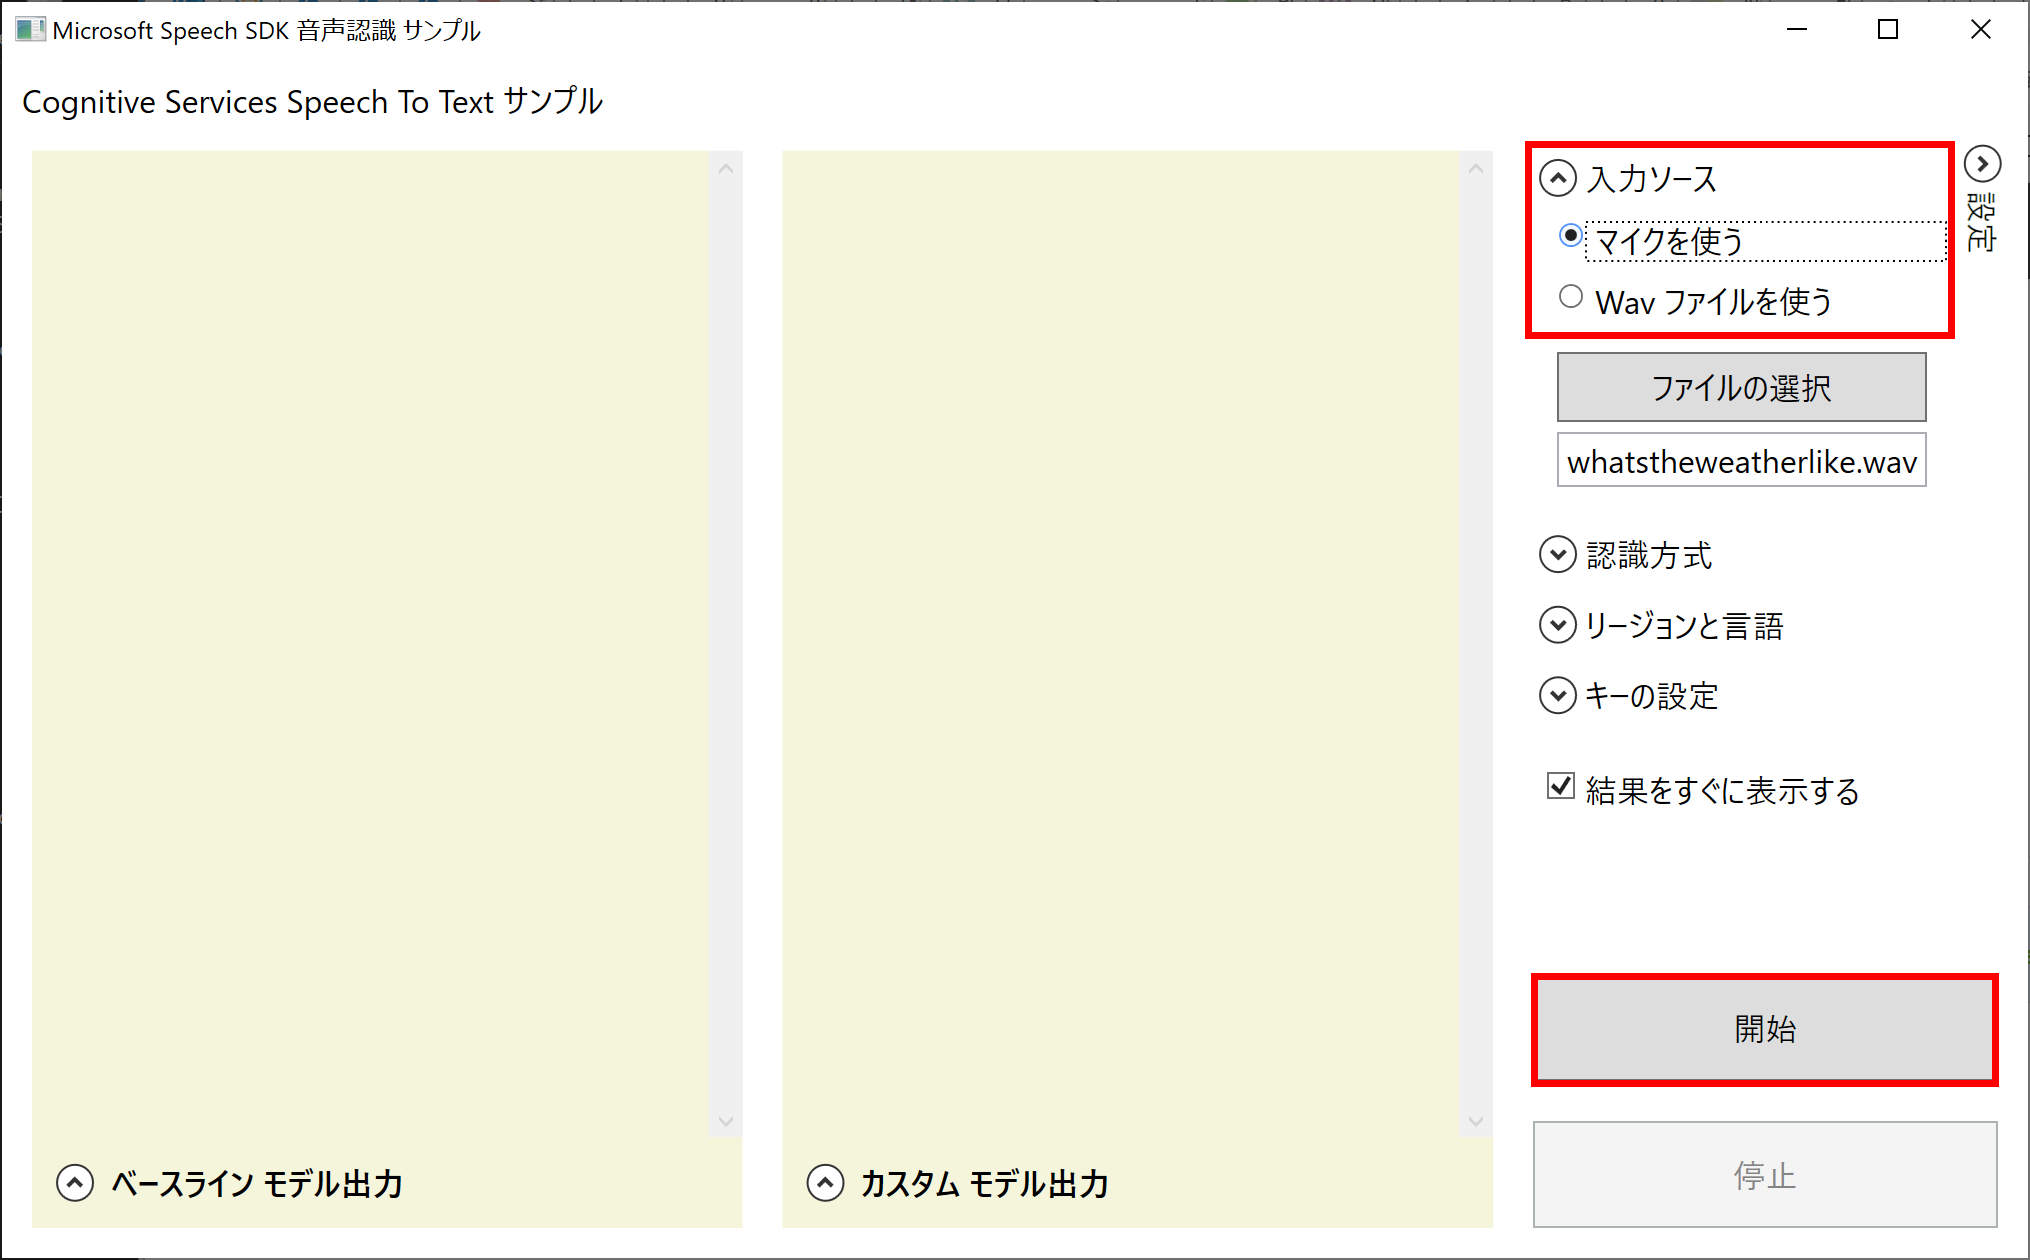 Microsoft Speech SDK 音声認識 サンプル
Cognitive Services Speech To Text サンプル
入力ソース
マイクを使う
Wav ファイルを使う
設定
ファイルの選択
whatstheweatherlike.wav
認識方式
リージョンと言語
キーの設定
結果をすぐに表示する
開始
停止
ベースライン モデル出力
カスタム モデル出力